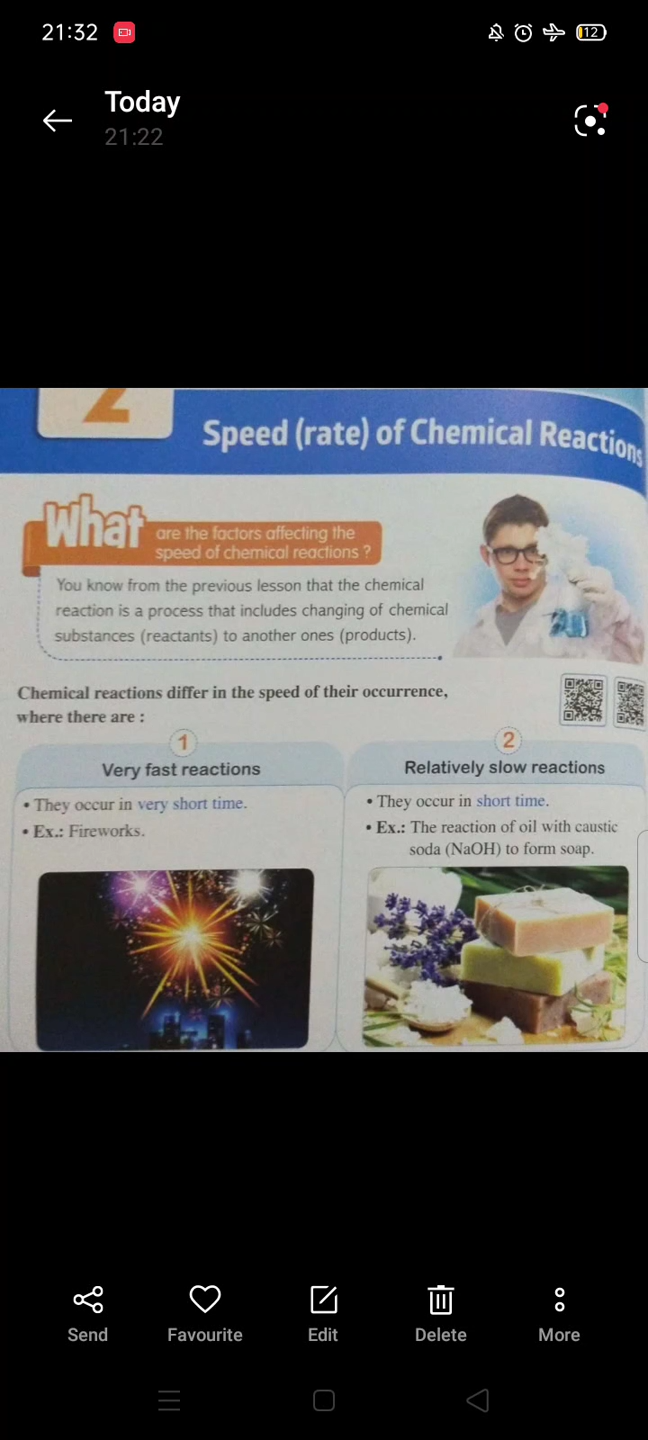 21:32
12
Today
21:22
2
Speed (rate) of Chemical Reactions
What are the factors affecting the
speed of chemical reactions ?
You know from the previous lesson that the chemical
reaction is a process that includes changing of chemical
substances (reactants) to another ones (products).
Chemical reactions differ in the speed of their occurrence,
where there are :
1
Very fast reactions
• They occur in very short time.
• Ex.: Fireworks.
2
Relatively slow reactions
• They occur in short time.
• Ex.: The reaction of oil with caustic
soda (NaOH) to form soap.
Send
Favourite
Edit
Delete
More